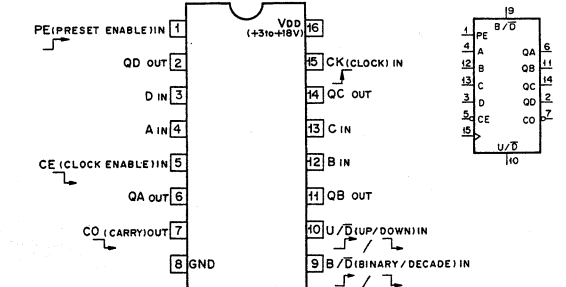 PE(PRESET ENABLE)IN 1
QD OUT 2
D IN 3
A IN 4
CE (CLOCK ENABLE)IN 5
QA OUT 6
CO (CARRY)OUT 7
8 GND
16 VDD
(+3to+18V)
15 CK(CLOCK) IN
14 QC OUT
13 C IN
12 B IN
11 QB OUT
10 U/D̅(UP/DOWN)IN
/
9 B/D̅(BINARY/DECADE) IN
/
9
B/D̅
1 PE
4 A
12 B
13 C
3 D
5 CE
15
QA 6
QB 11
QC 14
QD 2
CO 7
U/D̅
10